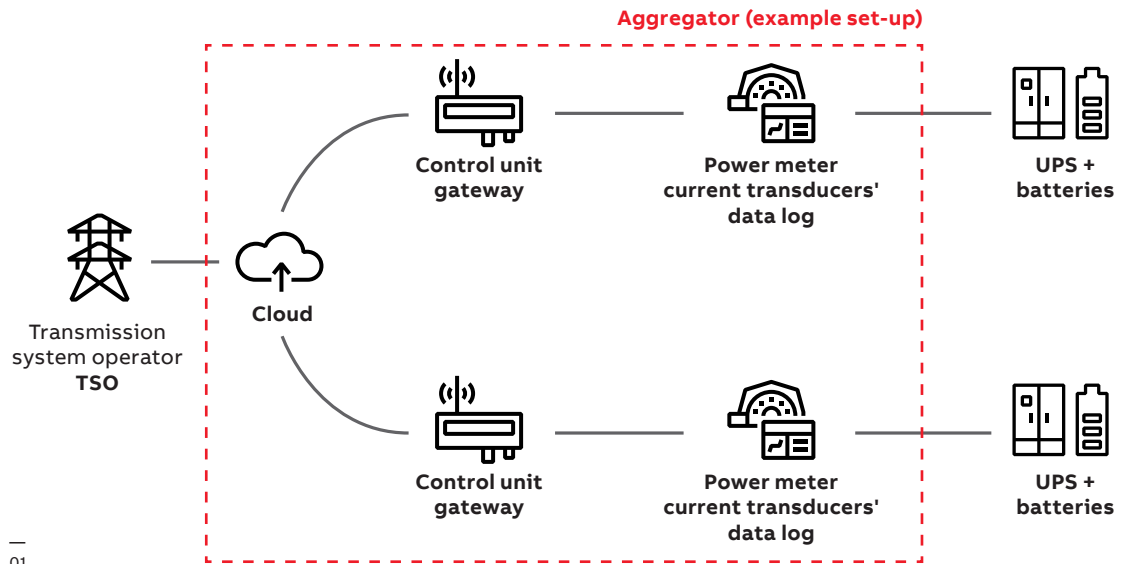 Aggregator (example set-up)
Control unit
gateway
Power meter
current transducers'
data log
UPS +
batteries
Cloud
Transmission
system operator
TSO
Control unit
gateway
Power meter
current transducers'
data log
UPS +
batteries
—
01